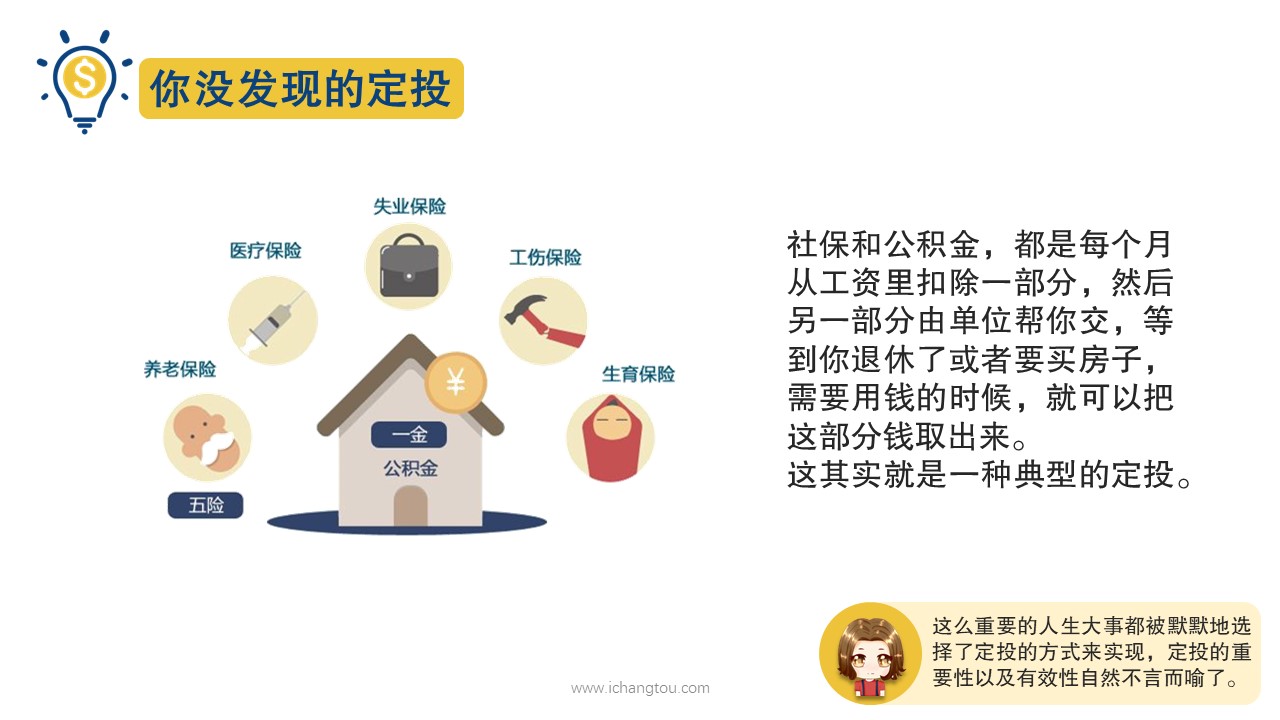 你没发现的定投
失业保险
医疗保险
工伤保险
养老保险
生育保险
一金
公积金
五险
社保和公积金，都是每个月
从工资里扣除一部分，然后
另一部分由单位帮你交，等
到你退休了或者要买房子，
需要用钱的时候，就可以把
这部分钱取出来。
这其实就是一种典型的定投。
这么重要的人生大事都被默默地选
择了定投的方式来实现，定投的重
要性以及有效性自然不言而喻了。
www.ichangtou.com